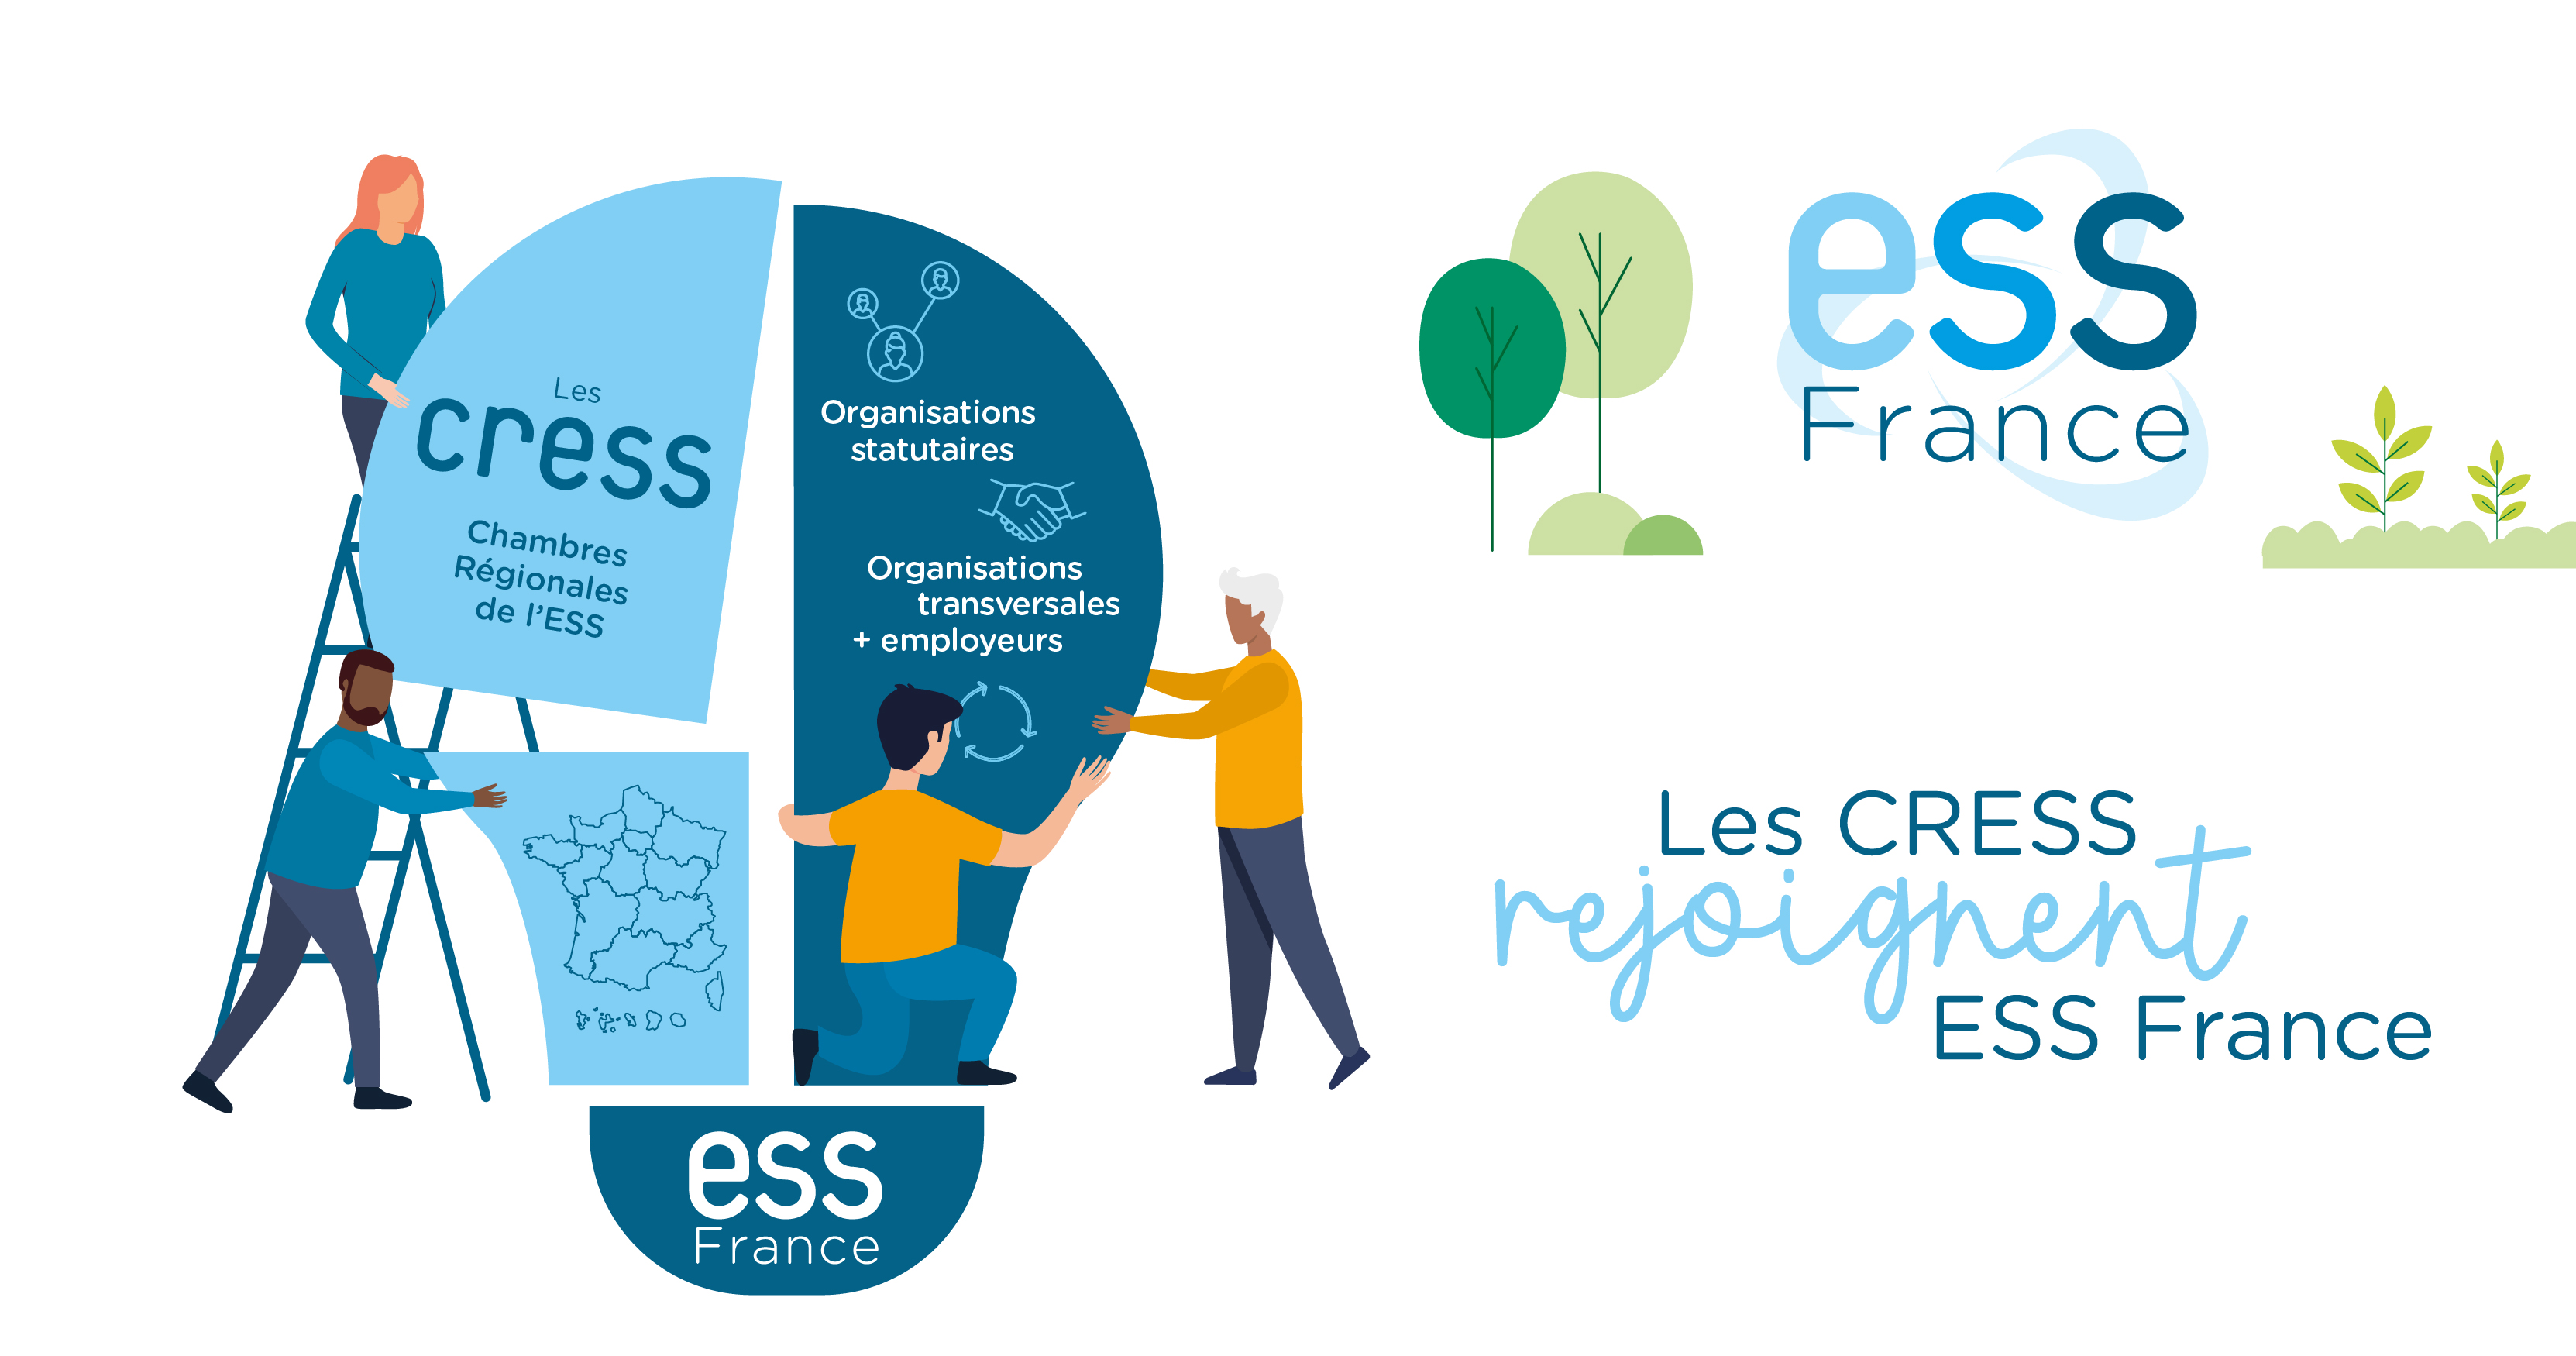 Les
cress
Chambres
Régionales
de l'ESS
Organisations
statutaires
Organisations
transversales
+ employeurs
ess
France
ess
France
Les CRESS
rejoignent
ESS France